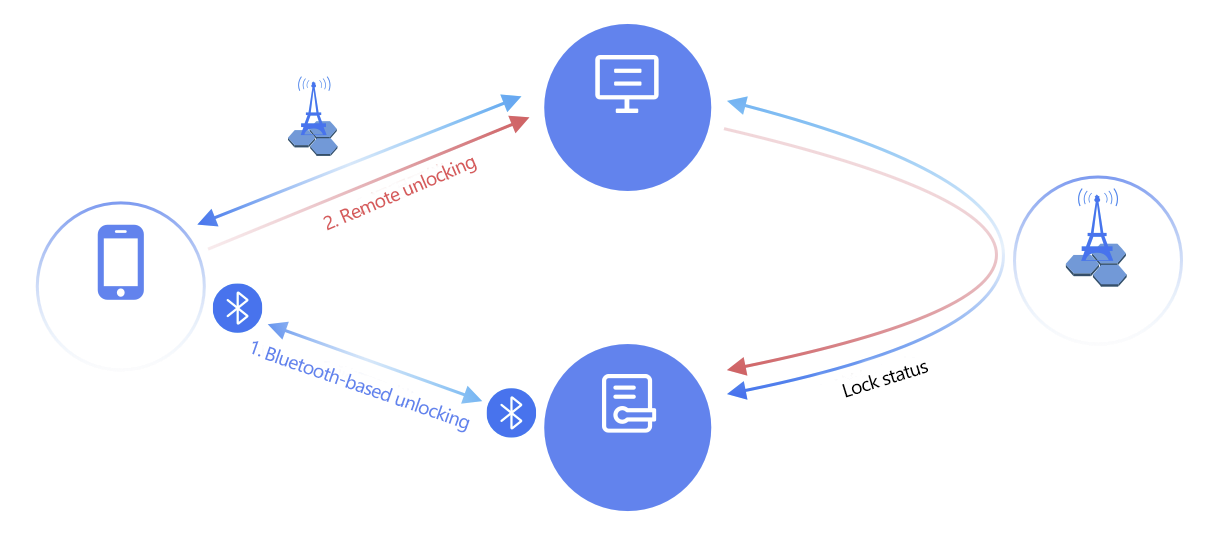 2. Remote unlocking
1. Bluetooth-based unlocking
Lock status